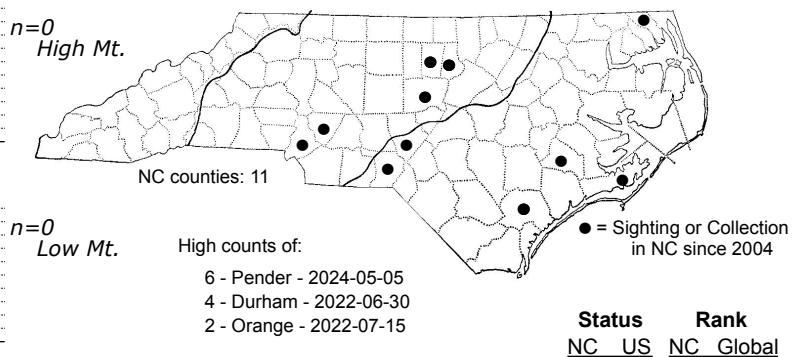 n=0
High Mt.
NC counties: 11
n=0
Low Mt.
High counts of:
6 - Pender - 2024-05-05
4 - Durham - 2022-06-30
2 - Orange - 2022-07-15
● = Sighting or Collection
in NC since 2004
Status Rank
NC US NC Global